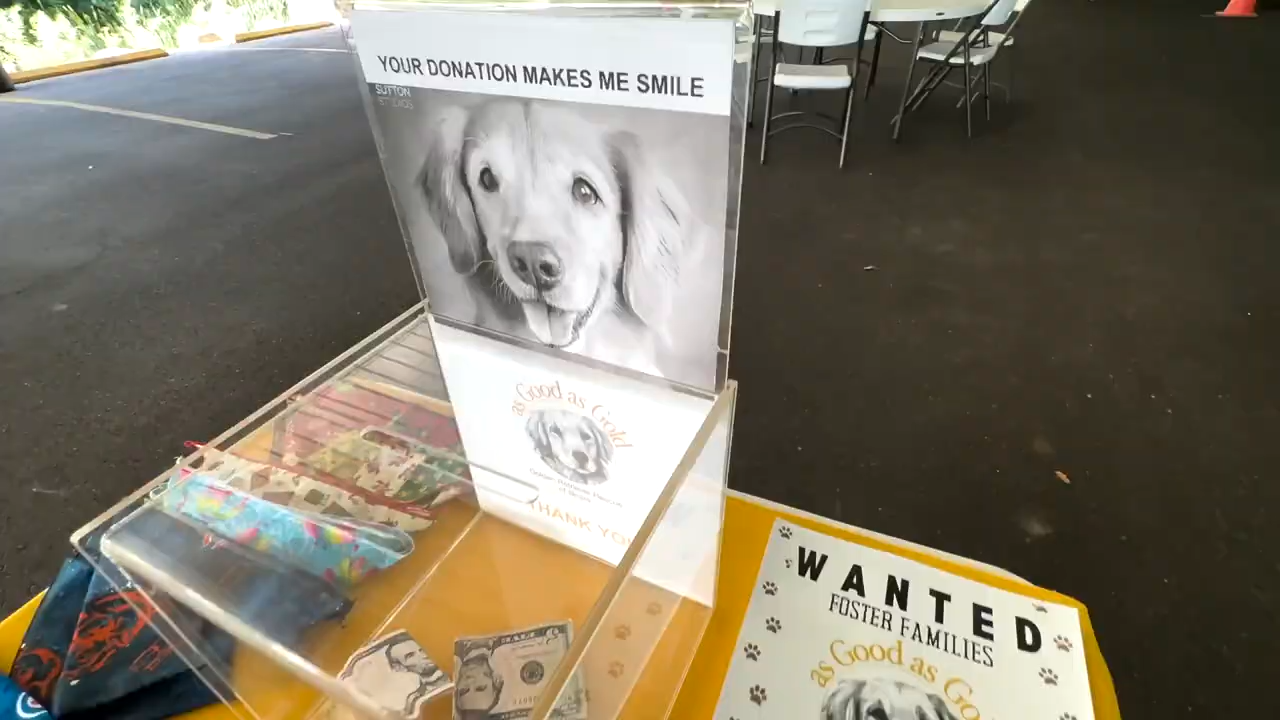 YOUR DONATION MAKES ME SMILE
SUTTON
STUDIOS
as Good as Gold
THANK YO
WANTED
FOSTER FAMILIES
as Good as Go